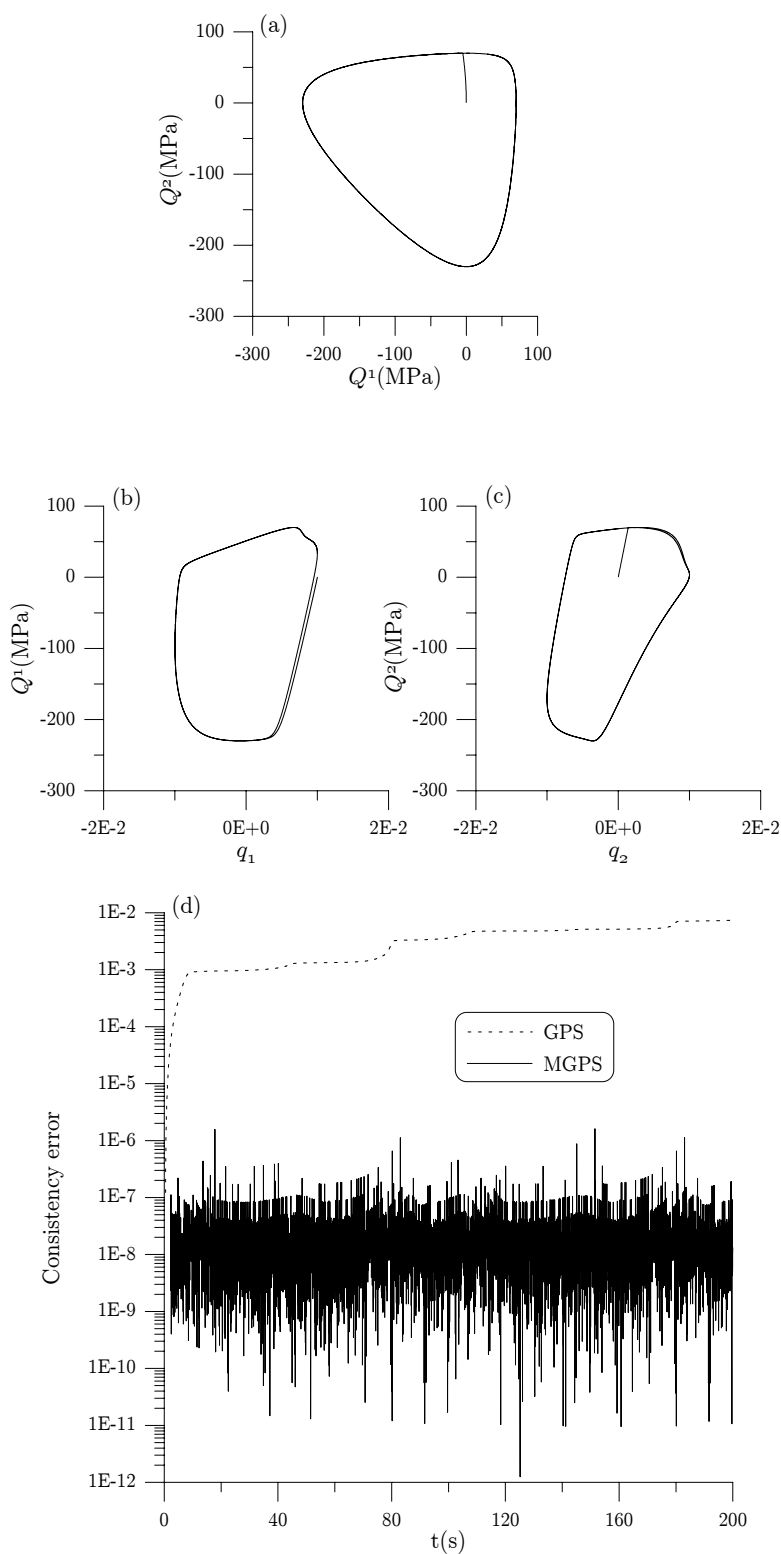 (a)
100
0
-100
-200
-300
Q²(MPa)
-300 -200 -100 0 100
Q¹(MPa)
(b)
100
0
-100
-200
-300
Q¹(MPa)
-2E-2 0E+0 2E-2
q₁
(c)
100
0
-100
-200
-300
Q²(MPa)
-2E-2 0E+0 2E-2
q₂
(d)
1E-2
1E-3
1E-4
1E-5
1E-6
1E-7
1E-8
1E-9
1E-10
1E-11
1E-12
Consistency error
GPS
MGPS
0 40 80 120 160 200
t(s)